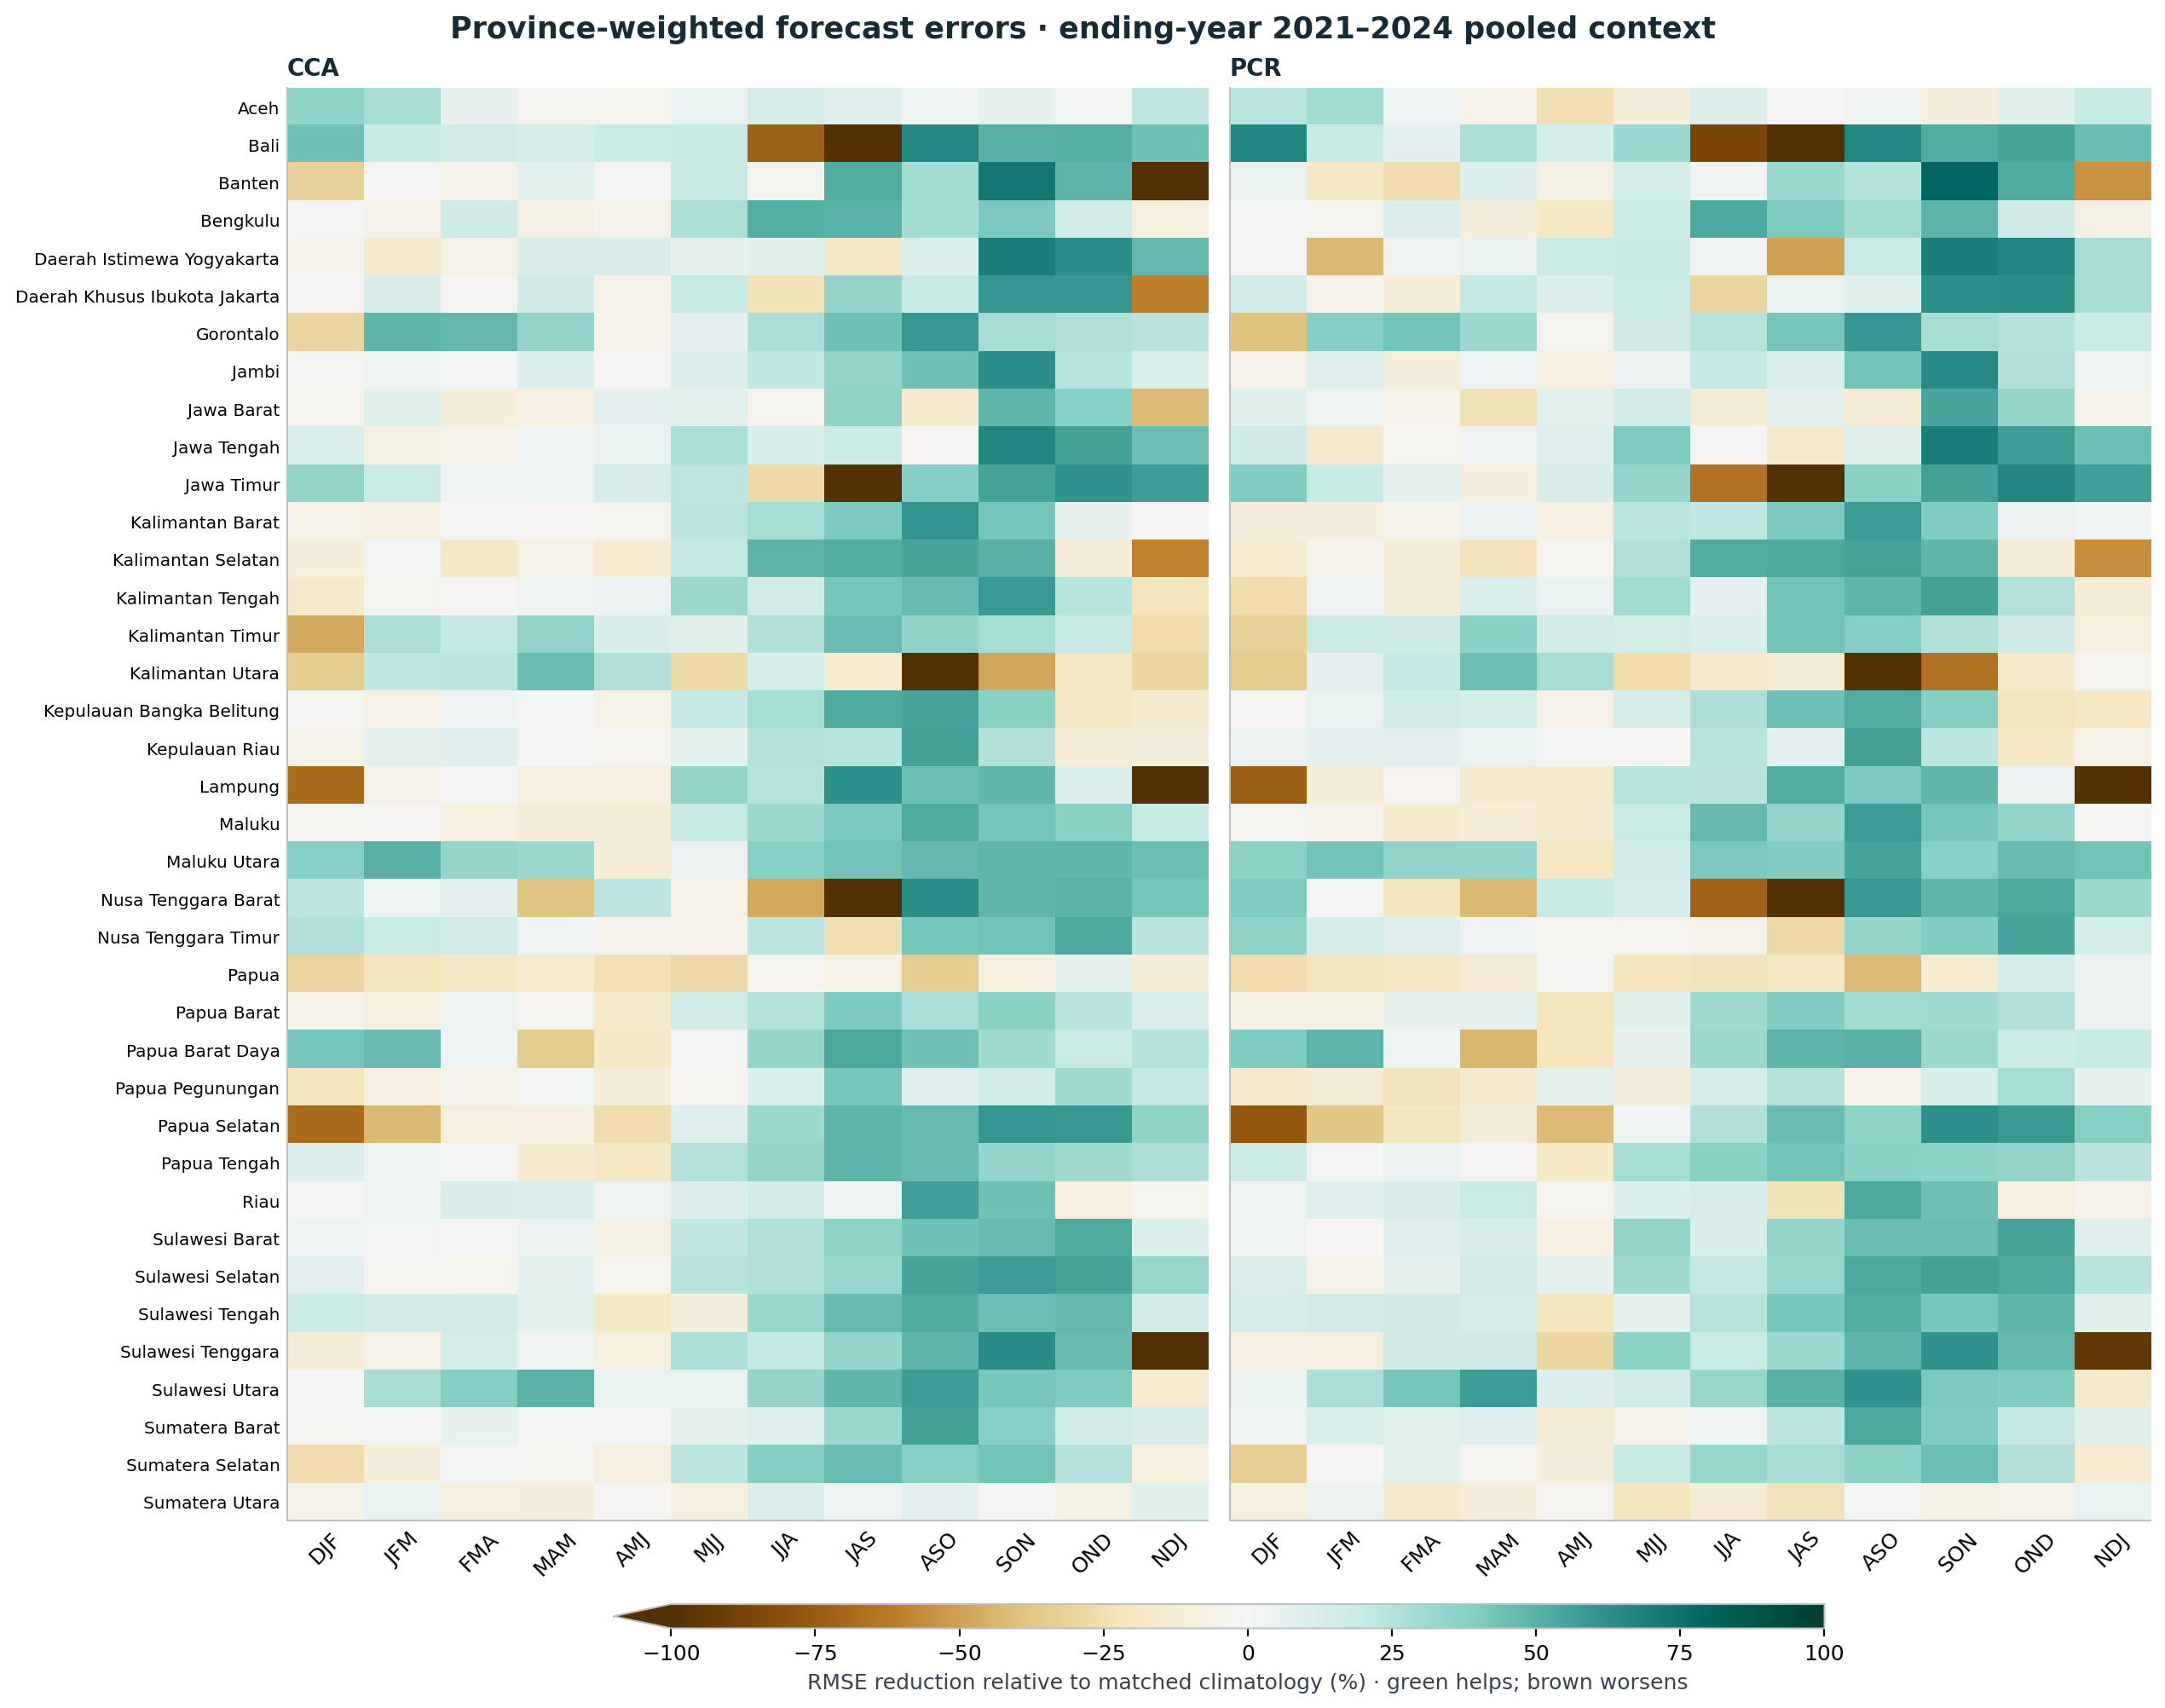 Province-weighted forecast errors · ending-year 2021–2024 pooled context
CCA
PCR
Aceh
Bali
Banten
Bengkulu
Daerah Istimewa Yogyakarta
Daerah Khusus Ibukota Jakarta
Gorontalo
Jambi
Jawa Barat
Jawa Tengah
Jawa Timur
Kalimantan Barat
Kalimantan Selatan
Kalimantan Tengah
Kalimantan Timur
Kalimantan Utara
Kepulauan Bangka Belitung
Kepulauan Riau
Lampung
Maluku
Maluku Utara
Nusa Tenggara Barat
Nusa Tenggara Timur
Papua
Papua Barat
Papua Barat Daya
Papua Pegunungan
Papua Selatan
Papua Tengah
Riau
Sulawesi Barat
Sulawesi Selatan
Sulawesi Tengah
Sulawesi Tenggara
Sulawesi Utara
Sumatera Barat
Sumatera Selatan
Sumatera Utara
DJF JFM FMA MAM AMJ MJJ JJA JAS ASO SON OND NDJ
DJF JFM FMA MAM AMJ MJJ JJA JAS ASO SON OND NDJ
−100 −75 −50 −25 0 25 50 75 100
RMSE reduction relative to matched climatology (%) · green helps; brown worsens